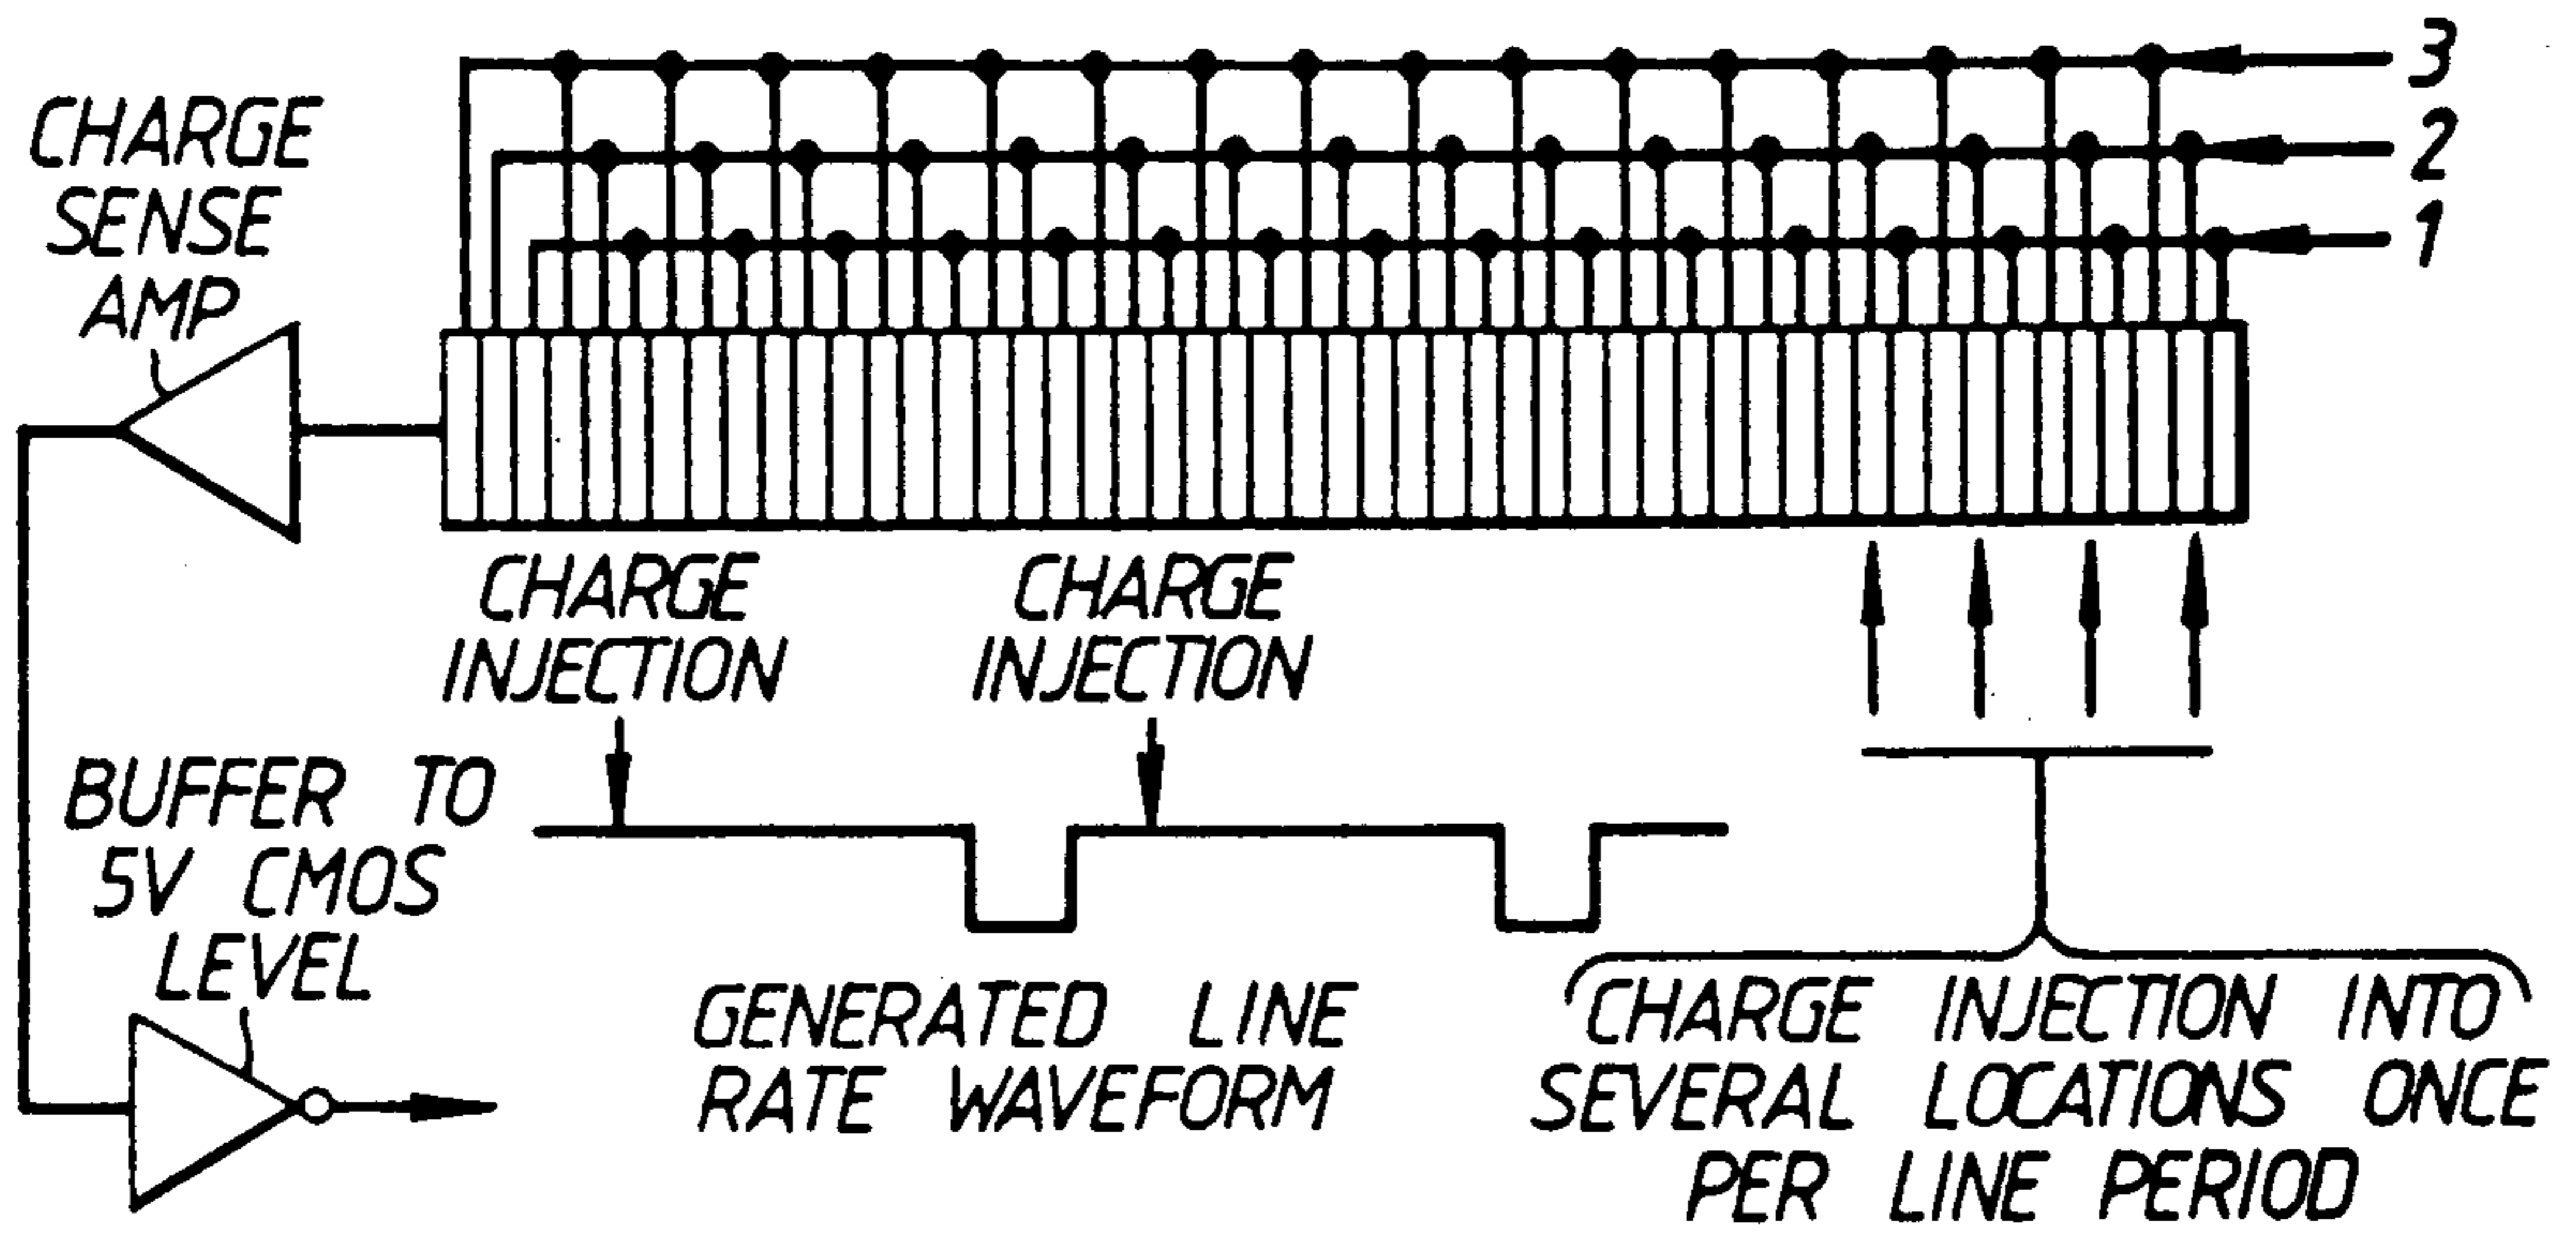 CHARGE
SENSE
AMP
3
2
1
CHARGE
INJECTION
CHARGE
INJECTION
BUFFER TO
5V CMOS
LEVEL
GENERATED LINE
RATE WAVEFORM
CHARGE INJECTION INTO
SEVERAL LOCATIONS ONCE
PER LINE PERIOD